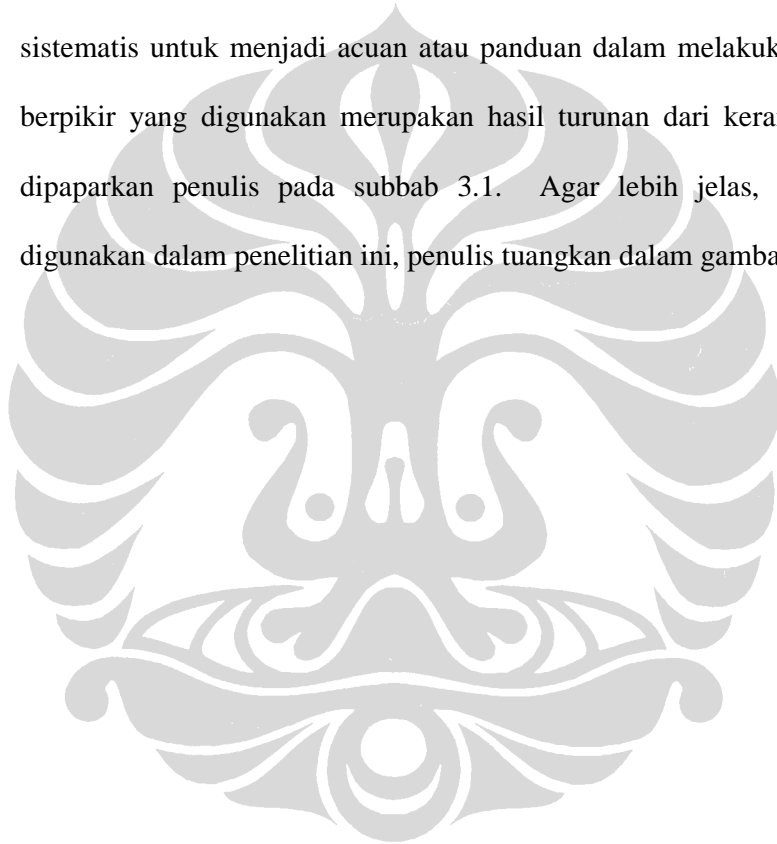 sistematis untuk menjadi acuan atau panduan dalam melakuk
berpikir yang digunakan merupakan hasil turunan dari kerar
dipaparkan penulis pada subbab 3.1. Agar lebih jelas,
digunakan dalam penelitian ini, penulis tuangkan dalam gamba